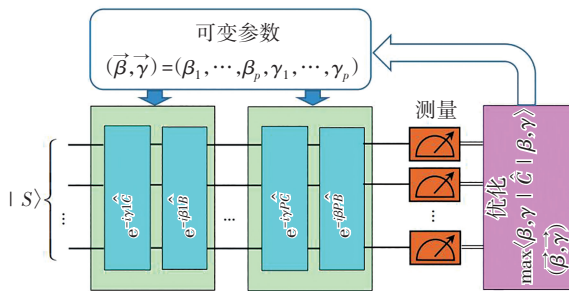 可变参数
(β⃗,γ⃗)=(β₁,⋯,βₚ,γ₁,⋯,γₚ)
测量
|S⟩
e^{-iγ1Ĉ}
e^{-iβ1B̂}
...
e^{-iγPĈ}
e^{-iβPB̂}
...
...
优化
max⟨β,γ|Ĉ|β,γ⟩
(β⃗,γ⃗)